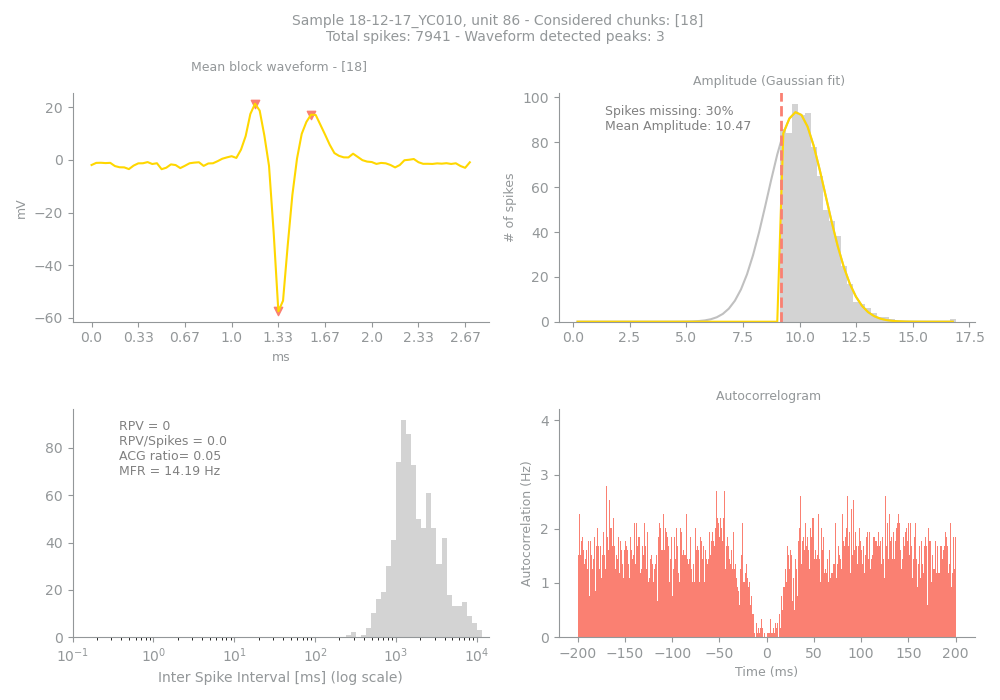 Sample 18-12-17_YC010, unit 86 - Considered chunks: [18]
Total spikes: 7941 - Waveform detected peaks: 3
Mean block waveform - [18]
20
0
−20
−40
−60
mV
0.0 0.33 0.67 1.0 1.33 1.67 2.0 2.33 2.67
ms
Amplitude (Gaussian fit)
Spikes missing: 30%
Mean Amplitude: 10.47
100
80
60
40
20
0
# of spikes
0.0 2.5 5.0 7.5 10.0 12.5 15.0 17.5
RPV = 0
RPV/Spikes = 0.0
ACG ratio= 0.05
MFR = 14.19 Hz
80
60
40
20
0
10⁻¹ 10⁰ 10¹ 10² 10³ 10⁴
Inter Spike Interval [ms] (log scale)
Autocorrelogram
4
3
2
1
0
Autocorrelation (Hz)
−200 −150 −100 −50 0 50 100 150 200
Time (ms)